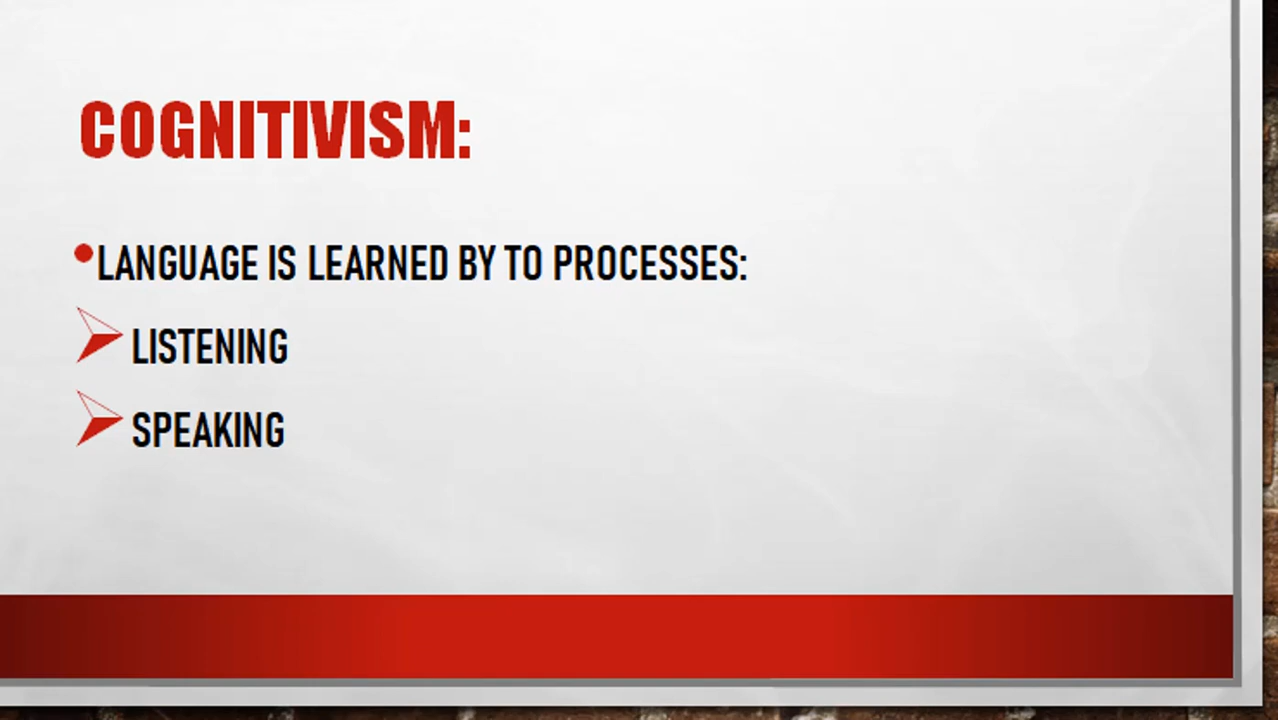 COGNITIVISM:
•LANGUAGE IS LEARNED BY TO PROCESSES:
➢ LISTENING
➢ SPEAKING